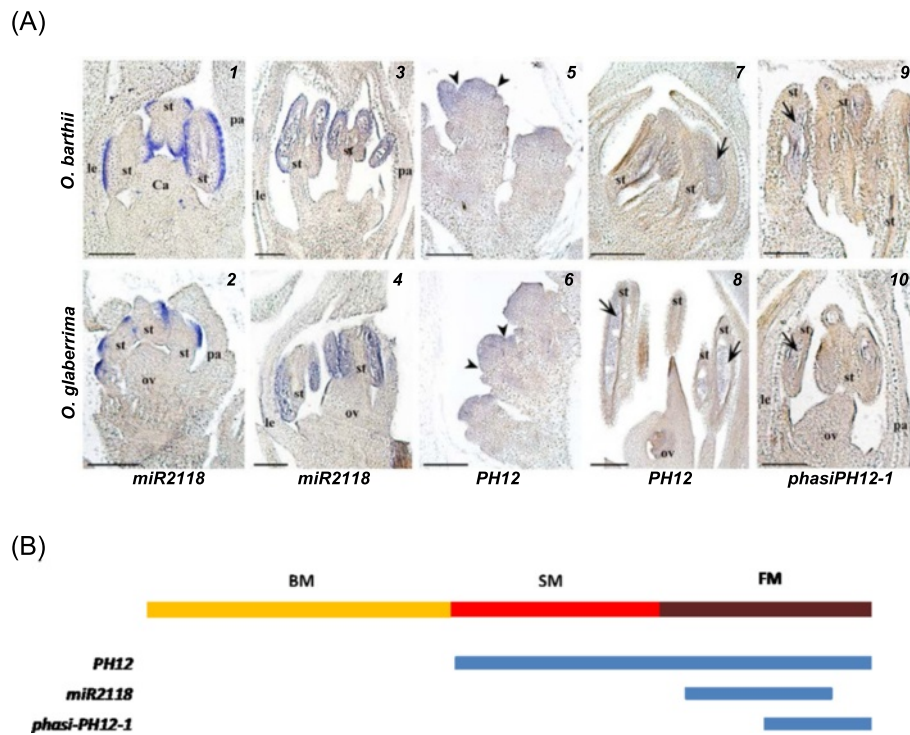 (A)
O. barthii
1
st
pa
le
st
st
Ca
3
st
st
le
pa
5
7
st
st
9
st
st
st
O. glaberrima
2
st
st
st
pa
ov
miR2118
4
st
st
ov
le
miR2118
6
PH12
8
st
st
st
st
ov
PH12
10
st
st
le
ov
pa
phasiPH12-1
(B)
BM
SM
FM
PH12
miR2118
phasi-PH12-1